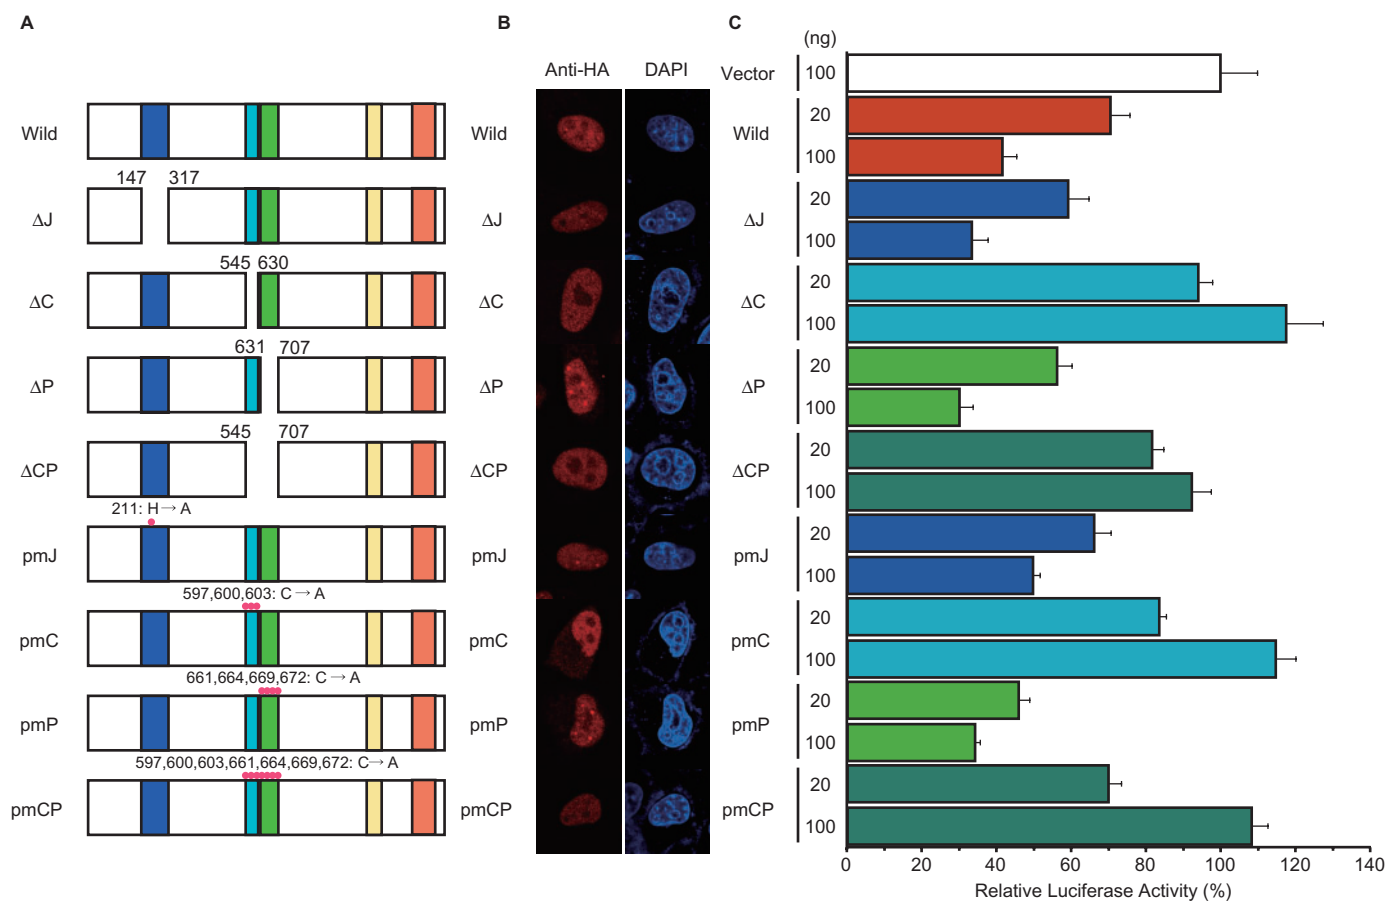 A
B
C
(ng)
Anti-HA
DAPI
Vector
100
Wild
Wild
Wild
20
100
147
317
ΔJ
ΔJ
ΔJ
20
100
545
630
ΔC
ΔC
ΔC
20
100
631
707
ΔP
ΔP
ΔP
20
100
545
707
ΔCP
ΔCP
ΔCP
20
100
211: H→A
pmJ
pmJ
pmJ
20
100
597,600,603: C→A
pmC
pmC
pmC
20
100
661,664,669,672: C→A
pmP
pmP
pmP
20
100
597,600,603,661,664,669,672: C→A
pmCP
pmCP
pmCP
20
100
0 20 40 60 80 100 120 140
Relative Luciferase Activity (%)